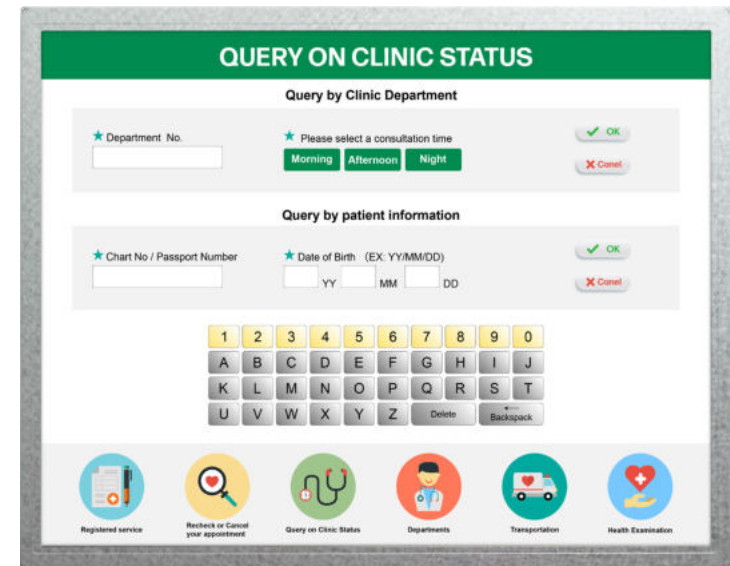 QUERY ON CLINIC STATUS
Query by Clinic Department
★ Department No.
★ Please select a consultation time
Morning Afternoon Night
✓ OK
✗ Conel
Query by patient information
★ Chart No / Passport Number
★ Date of Birth (EX: YY/MM/DD)
YY MM DD
✓ OK
✗ Conel
1 2 3 4 5 6 7 8 9 0
A B C D E F G H I J
K L M N O P Q R S T
U V W X Y Z Delete Backspack
Registered service
Recheck or Cancel
your appointment
Query on Clinic Status
Departments
Transportation
Health Examination